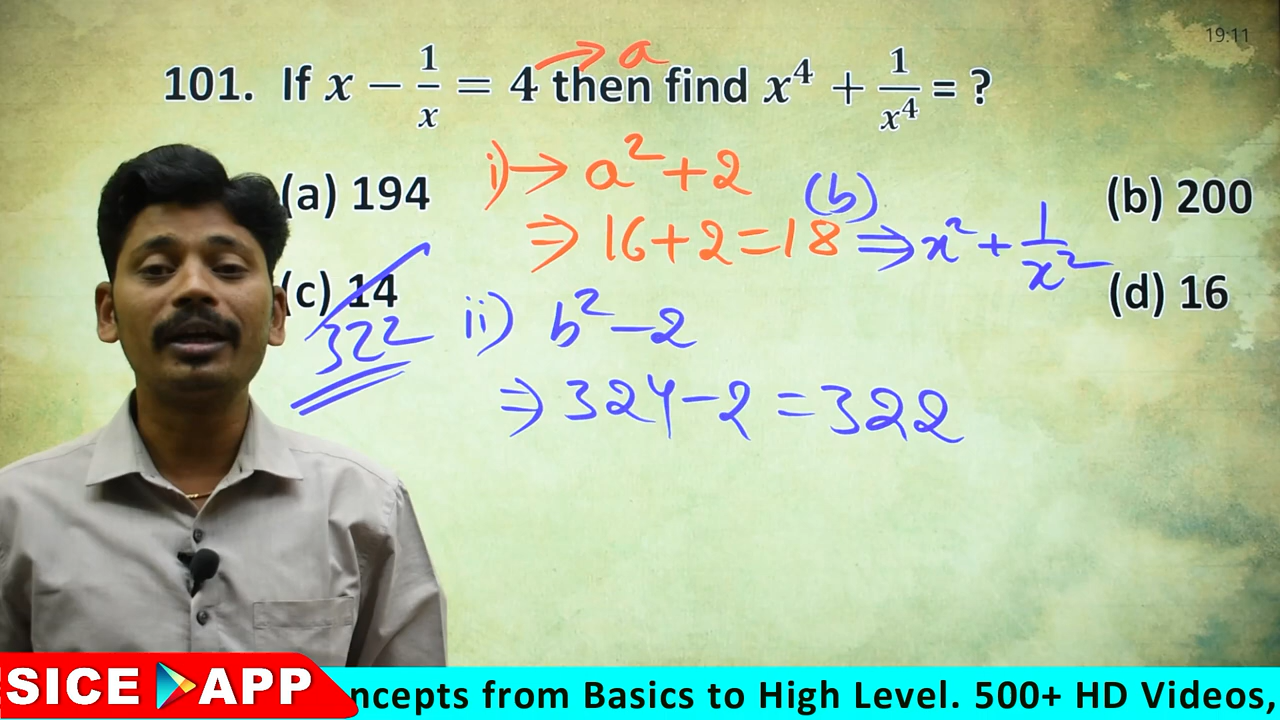 19:11
→ a
101. If x − 1/x = 4 then find x⁴ + 1/x⁴ = ?
(a) 194
(b) 200
(c) 14
(d) 16
i) → a² + 2
(b)
⇒ 16 + 2 = 18 ⇒ x² + 1/x²
322
ii) b² − 2
⇒ 324 − 2 = 322
SICE APP
ncepts from Basics to High Level. 500+ HD Videos,